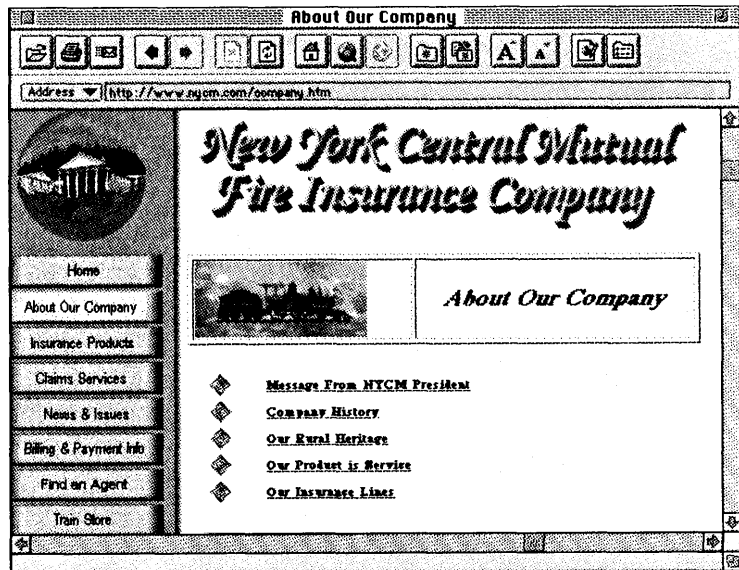 About Our Company
Address http://www.nycm.com/company.htm
New York Central Mutual
Fire Insurance Company
Home
About Our Company
Insurance Products
Claims Services
News & Issues
Billing & Payment Info
Find an Agent
Train Store
About Our Company
Message From NYCM President
Company History
Our Rural Heritage
Our Product is Service
Our Insurance Lines